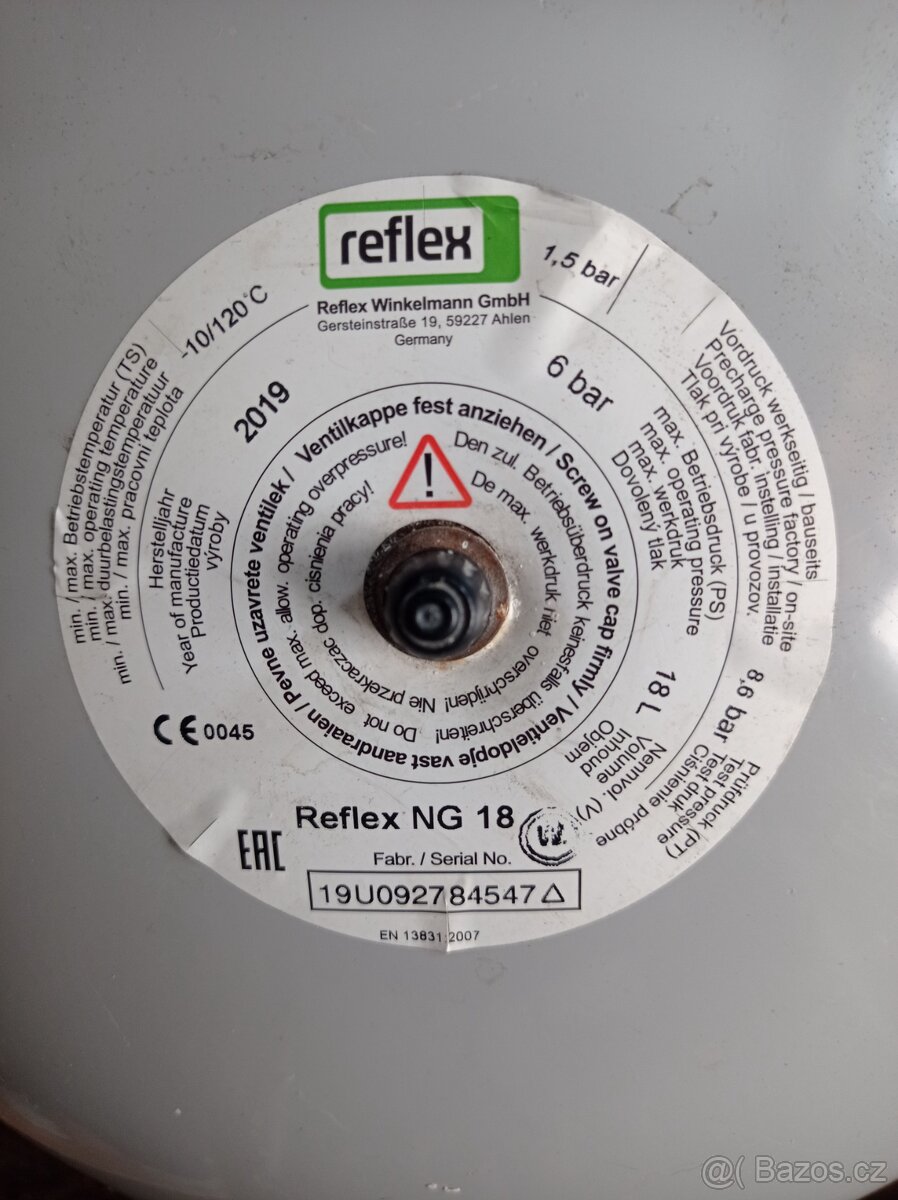 reflex
Reflex Winkelmann GmbH
Gersteinstraße 19, 59227 Ahlen
Germany
1,5 bar
Vordruck werkseitig / bauseits
Precharge pressure factory / on-site
Voordruk fabr. instelling / installatie
Tlak pri vyrobe / u provozov.
6 bar
max. Betriebsdruck (PS)
max. operating pressure
max. werkdruk
Dovoleny tlak
8,6 bar
Prüfdruck (PT)
Test pressure
Test druk
Ciśnienie próbne
18 L
Nennvol. (V)
Volume
Inhoud
Objem
-10/120°C
min. / max. Betriebstemperatur (TS)
min. / max. operating temperature
min. / max. duurbelastingstemperatuur
min. / max. pracovní teplota
2019
Herstelljahr
Year of manufacture
Productiedatum
výroby
Ventilkappe fest anziehen / Screw on valve cap firmly / Ventieldopje vast aandraaien / Pevne uzavrete ventilek /
Den zul. Betriebsüberdruck keinesfalls überschreiten!
Do not exceed max. allow. operating overpressure!
De max. werkdruk niet overschrijden!
Nie przekraczac dop. cisnienia pracy!
CE 0045
EAC
Reflex NG 18
W.
Fabr. / Serial No.
19U092784547
EN 13831:2007
@( Bazos.cz